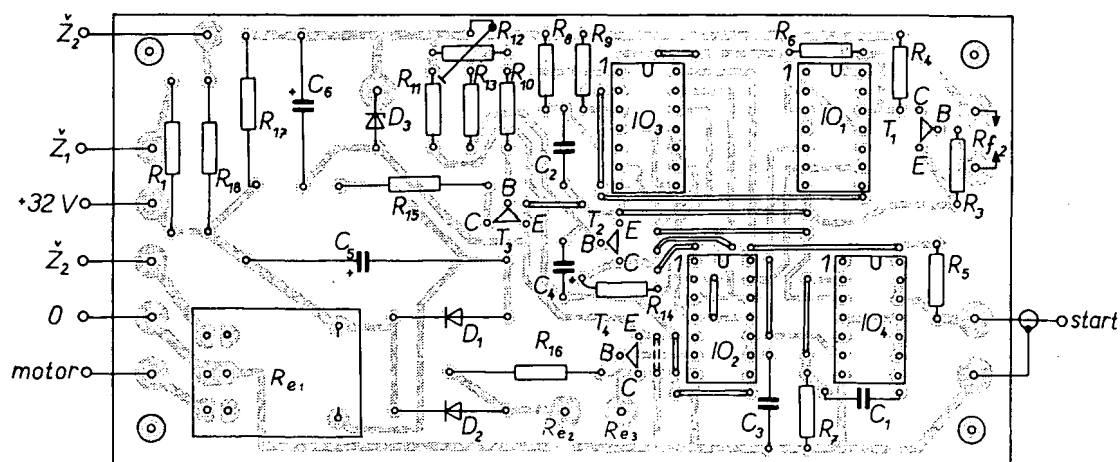 Ž₂
Ž₁
+32 V
Ž₂
0
motor
R₁
R₁₈
R₁₇
C₆
D₃
R₁₁
R₁₂
R₁₃
R₁₀
R₈
R₉
C₂
R₁₅
C₅
B
C
E
T₃
1
IO₃
R₆
1
IO₁
R₄
T₁
C
B
E
Rf,2
R₃
T₂
E
B
C
C₄
R₁₄
1
IO₂
1
IO₄
R₅
start
Re1
D₁
D₂
R₁₆
T₄
E
B
C
Re2
Re3
C₃
R₇
C₁